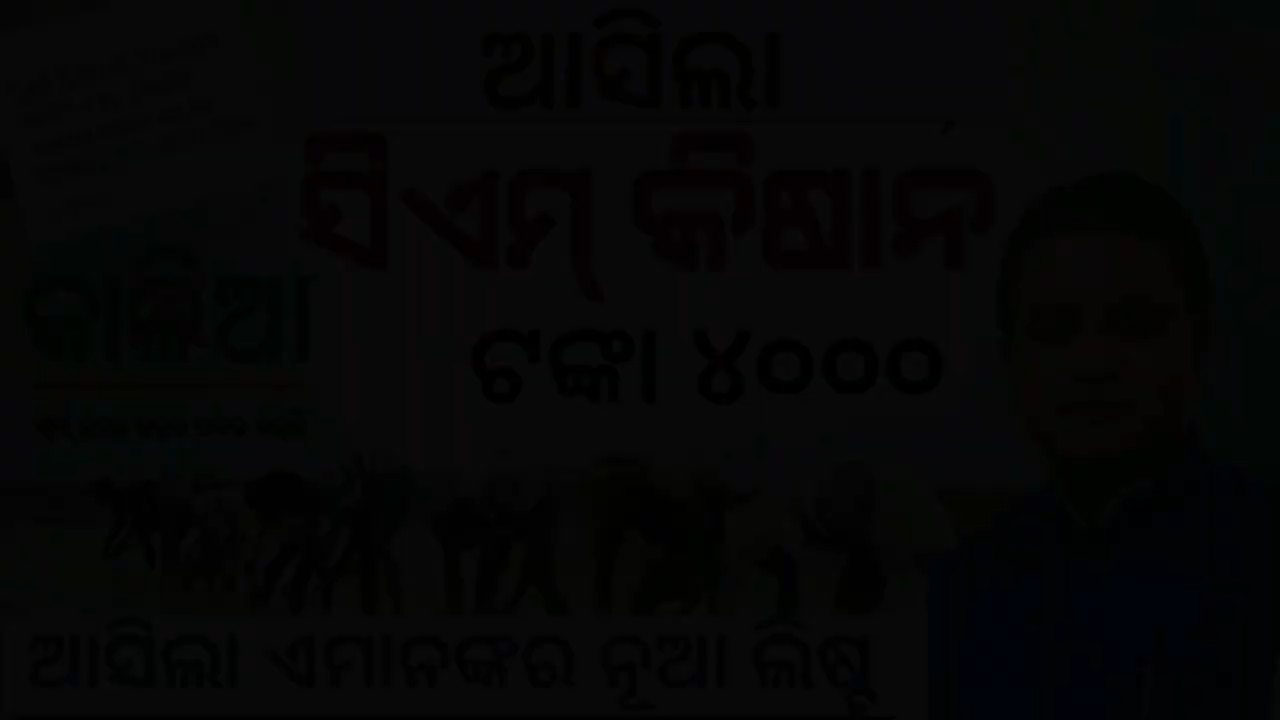 ଆସିଲା
ସିଏମ୍ କିଷାନ
ଟଙ୍କା ୪୦୦୦
କାଳିଆ
ଆସିଲା ଏମାନଙ୍କର ନୂଆ ଲିଷ୍ଟ